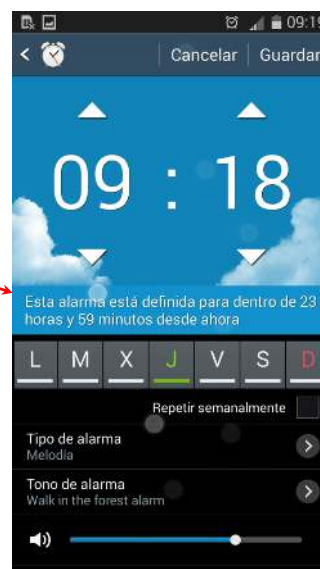 09:19
Cancelar Guardar
09 : 18
Esta alarma está definida para dentro de 23
horas y 59 minutos desde ahora
L M X J V S D
Repetir semanalmente
Tipo de alarma
Melodía
Tono de alarma
Walk in the forest alarm